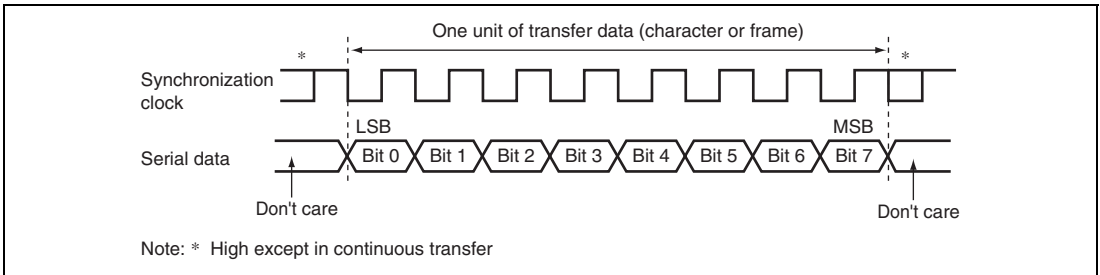 One unit of transfer data (character or frame)
* *
Synchronization
clock
LSB MSB
Serial data Bit 0 Bit 1 Bit 2 Bit 3 Bit 4 Bit 5 Bit 6 Bit 7
Don't care Don't care
Note: * High except in continuous transfer